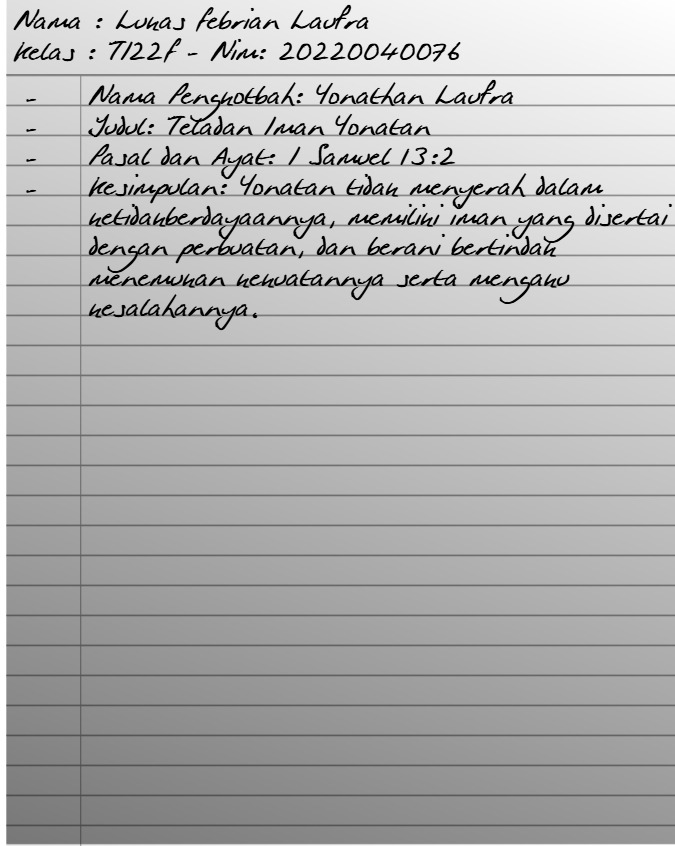 Nama : Lukas Febrian Laufra
Kelas : TI22F - Nim: 20220040076
- Nama Pengkotbah: Yonathan Laufra
- Judul: Teladan Iman Yonatan
- Pasal dan Ayat: 1 Samuel 13:2
- Kesimpulan: Yonatan tidak menyerah dalam
ketidakberdayaannya, memiliki iman yang disertai
dengan perbuatan, dan berani bertindak
menemukan kekuatannya serta mengaku
kesalahannya.